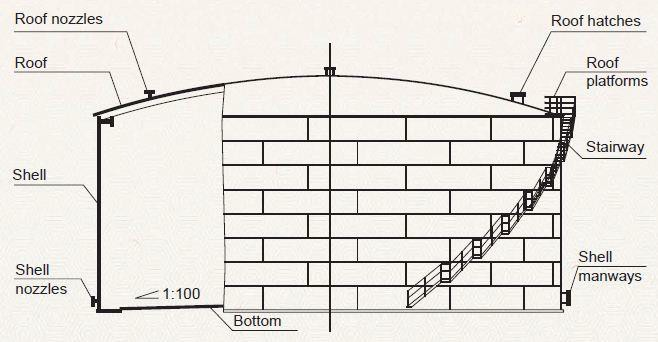 Roof nozzles
Roof hatches
Roof
Roof
platforms
Stairway
Shell
Shell
manways
Shell
nozzles
1:100
Bottom